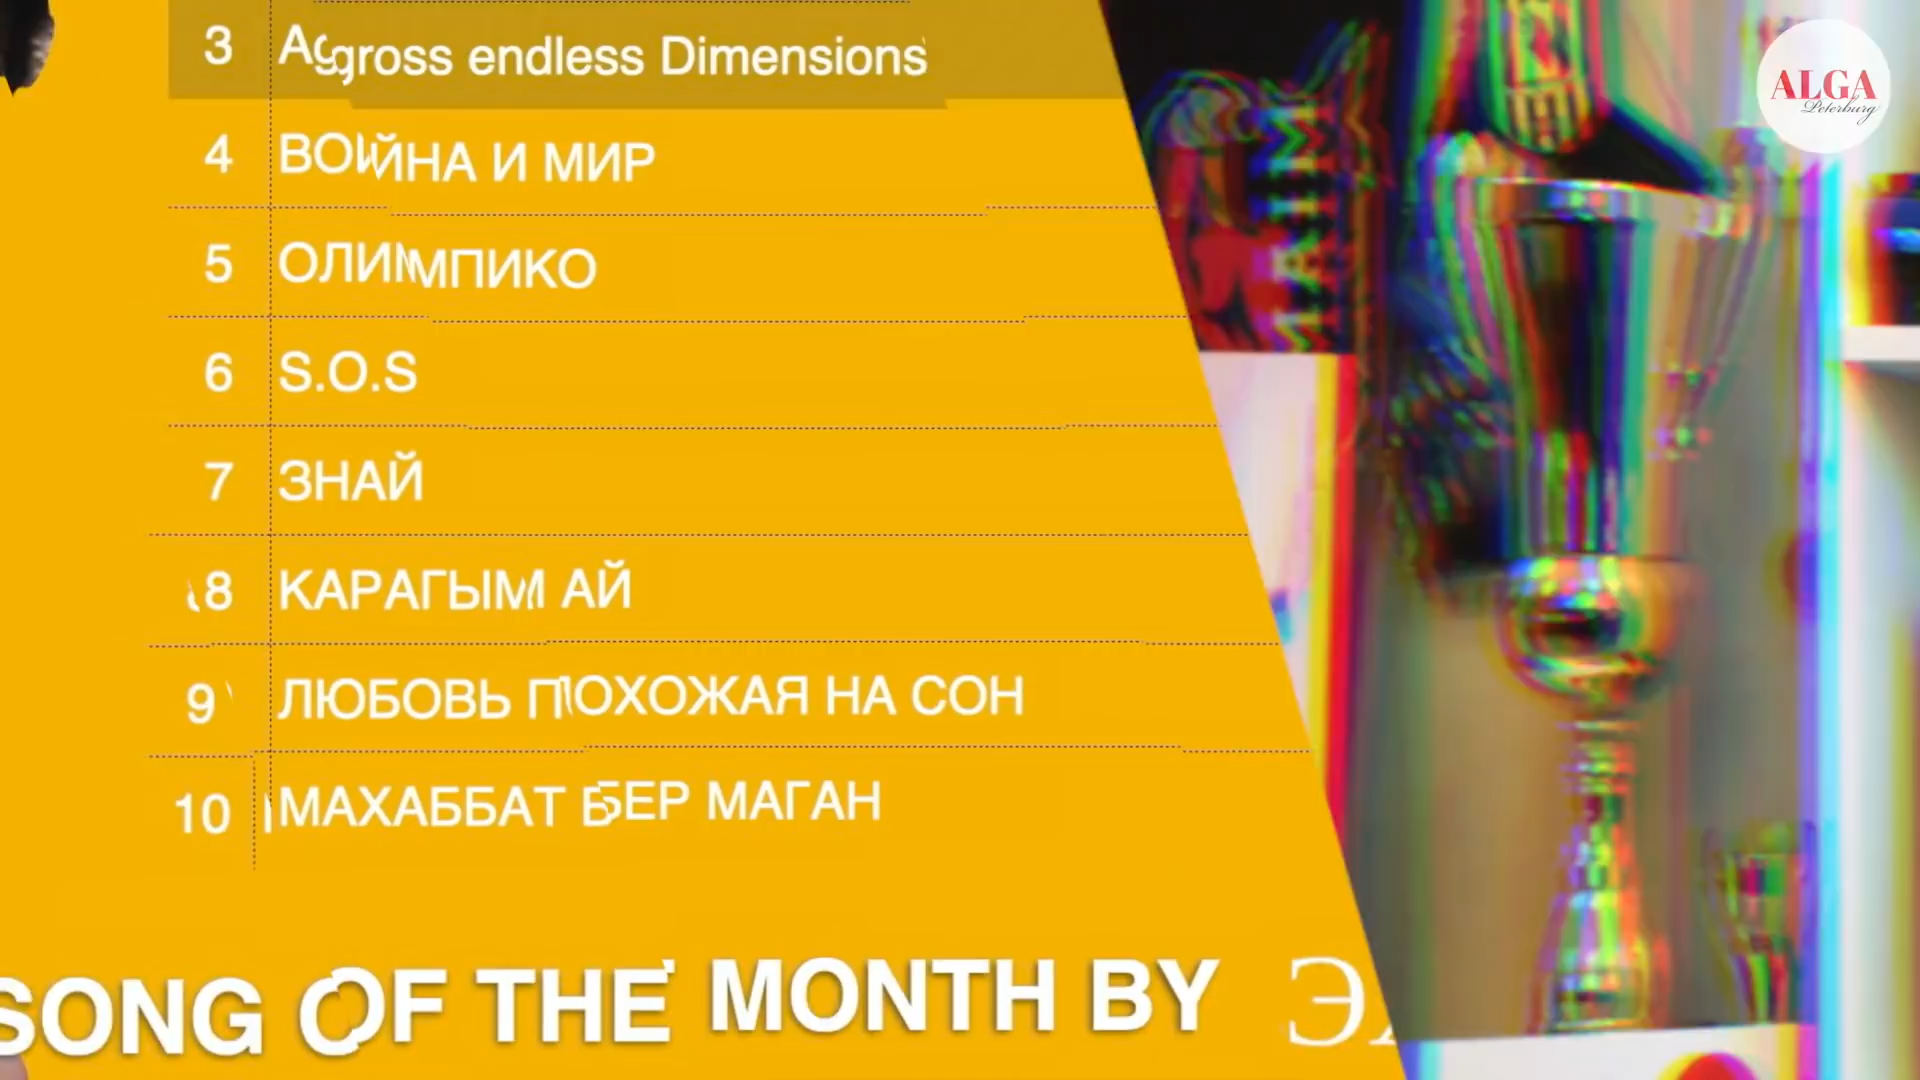 3 Aggross endless Dimensions
4 ВОЙНА И МИР
5 ОЛИМПИКО
6 S.O.S
7 ЗНАЙ
8 КАРАГЫМ АЙ
9 ЛЮБОВЬ ПОХОЖАЯ НА СОН
10 МАХАББАТ БЕР МАГАН
SONG OF THE MONTH BY
ALGA
Peterburg